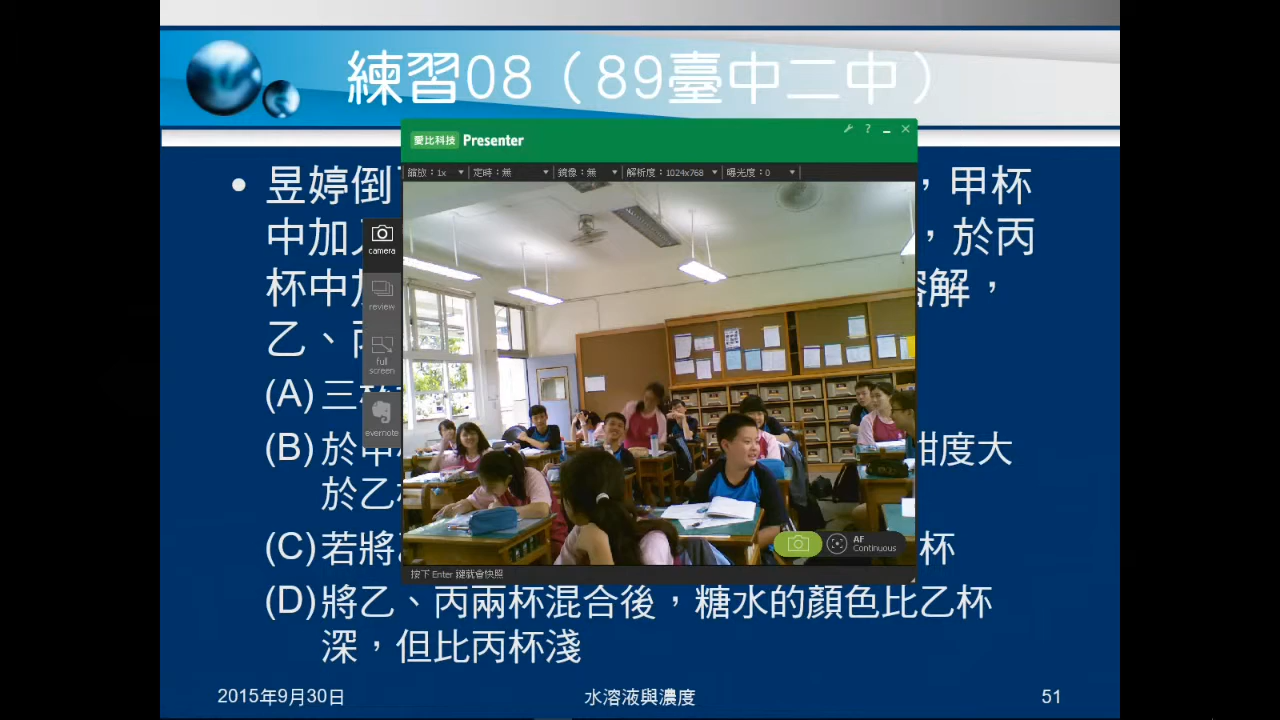 練習08（89臺中二中）
愛比科技 Presenter
縮放：1x 定時：無 鏡像：無 解析度：1024x768 曝光度：0
昱婷倒 ，甲杯
中加入 ，於丙
杯中加 溶解，
乙、丙
camera
review
full
screen
evernote
(A) 三杯
(B) 於甲 甜度大
於乙杯
(C) 若將 杯
AF
Continuous
按下 Enter 鍵就會快照
(D) 將乙、丙兩杯混合後，糖水的顏色比乙杯
深，但比丙杯淺
2015年9月30日 水溶液與濃度 51